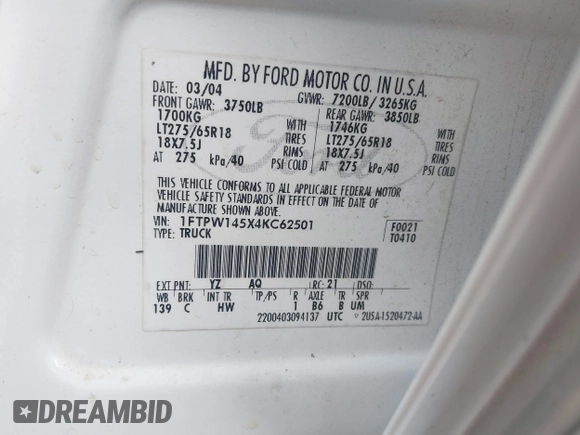 MFD. BY FORD MOTOR CO. IN U.S.A.
DATE: 03/04 GVWR: 7200LB/ 3265KG
FRONT GAWR: 3750LB REAR GAWR: 3850LB
1700KG WITH 1746KG WITH
LT275/65R18 TIRES LT275/65R18 TIRES
18X7.5J RIMS 18X7.5J RIMS
AT 275 kPa/40 PSI COLD AT 275 kPa/40 PSI COLD
Ford
THIS VEHICLE CONFORMS TO ALL APPLICABLE FEDERAL MOTOR
VEHICLE SAFETY STANDARDS IN EFFECT ON THE DATE OF
MANUFACTURE SHOWN ABOVE.
VIN: 1FTPW145X4KC62501 F0021
TYPE: TRUCK T0410
EXT PNT: YZ AQ RC: 21 DSO:
WB BRK INT TR TP/PS R AXLE TR SPR
139 C HW 1 B6 B UM
2200403094137 UTC * 2U5A-1520472-AA
DREAMBID